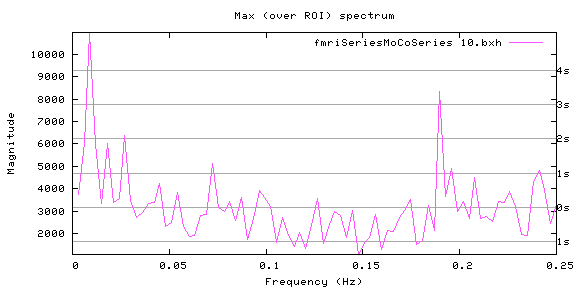 Max (over ROI) spectrum
fmriSeriesMoCoSeries 10.bxh
Magnitude
10000
9000
8000
7000
6000
5000
4000
3000
2000
4s
3s
2s
1s
0s
1s
0 0.05 0.1 0.15 0.2 0.25
Frequency (Hz)